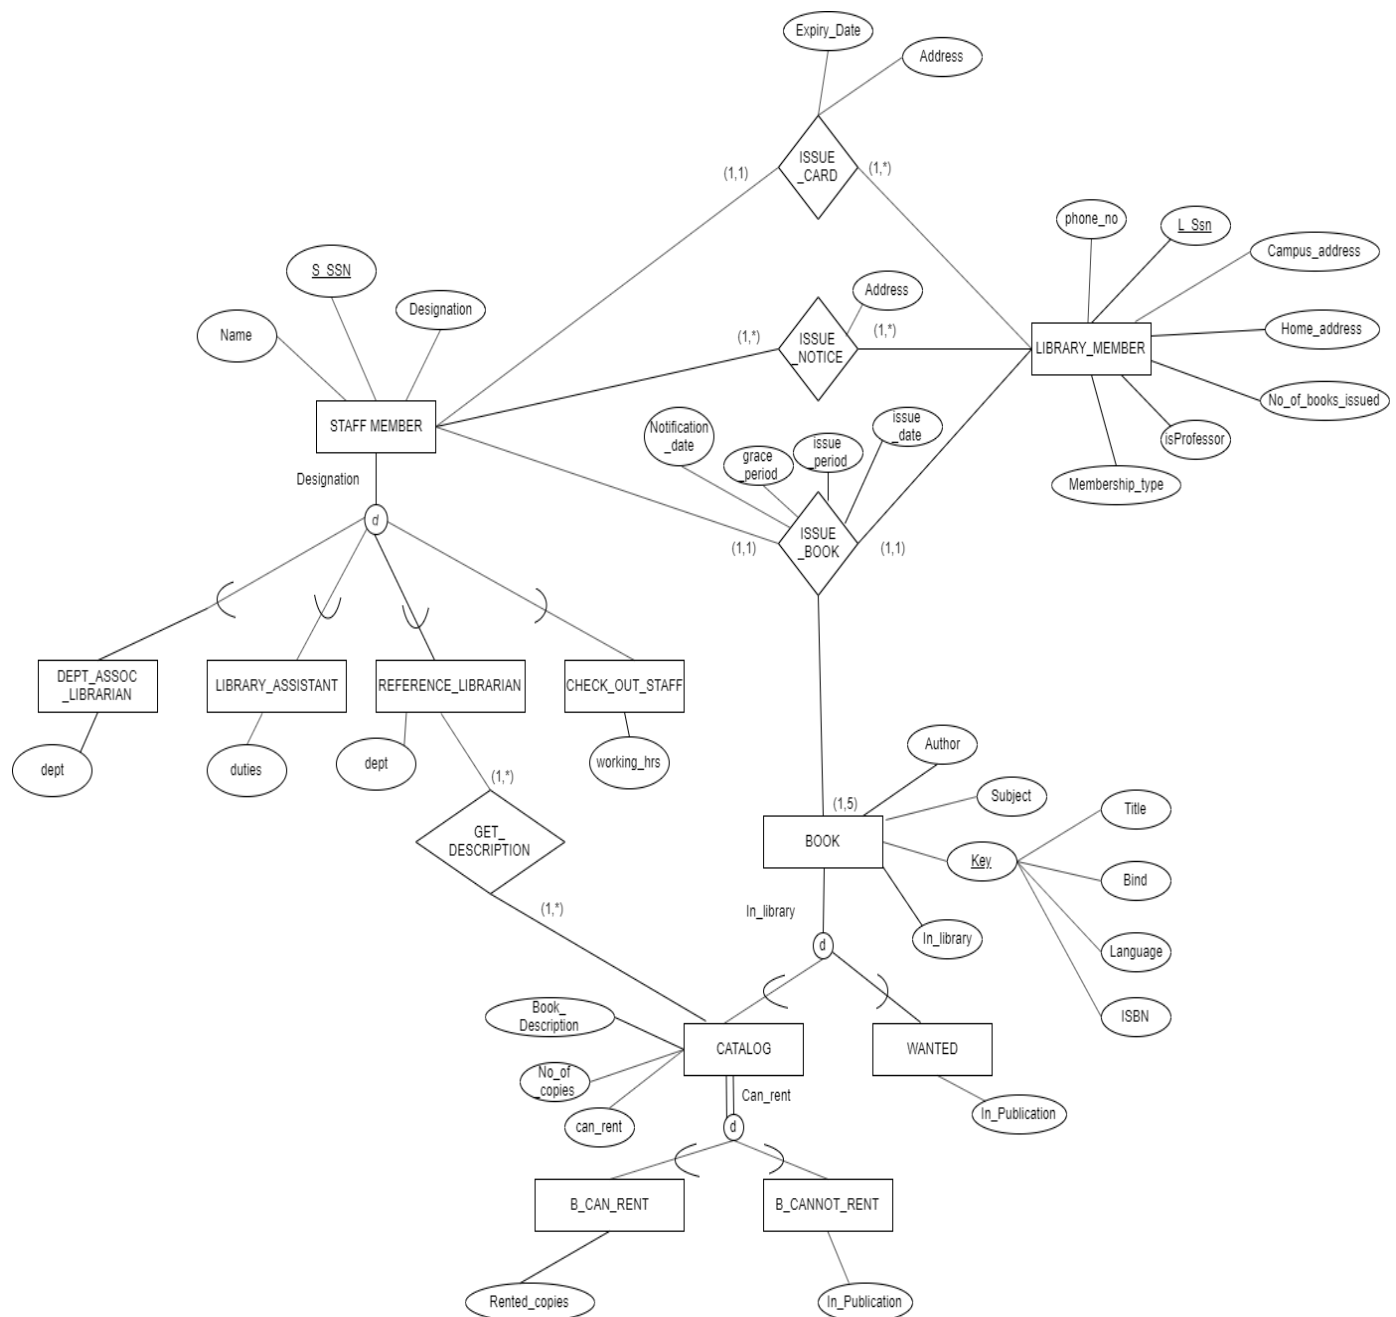 Expiry_Date
Address
ISSUE
_CARD
(1,1)
(1,*)
phone_no
L_Ssn
Campus_address
S_SSN
Designation
Name
Address
ISSUE
_NOTICE
(1,*)
(1,*)
Home_address
LIBRARY_MEMBER
No_of_books_issued
isProfessor
Membership_type
STAFF MEMBER
Notification
_date
grace
_period
issue
_period
issue
_date
Designation
d
ISSUE
_BOOK
(1,1)
(1,1)
DEPT_ASSOC
_LIBRARIAN
LIBRARY_ASSISTANT
REFERENCE_LIBRARIAN
CHECK_OUT_STAFF
dept
duties
dept
working_hrs
(1,*)
GET_
DESCRIPTION
(1,*)
Author
Subject
(1,5)
BOOK
Key
Title
Bind
Language
ISBN
In_library
In_library
d
Book_
Description
No_of
_copies
can_rent
CATALOG
WANTED
Can_rent
In_Publication
d
B_CAN_RENT
B_CANNOT_RENT
Rented_copies
In_Publication